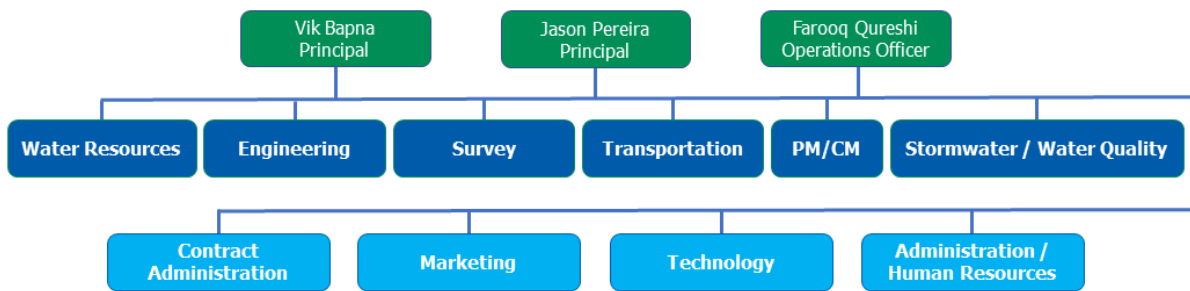 Vik Bapna
Principal
Jason Pereira
Principal
Farooq Qureshi
Operations Officer
Water Resources
Engineering
Survey
Transportation
PM/CM
Stormwater / Water Quality
Contract
Administration
Marketing
Technology
Administration /
Human Resources